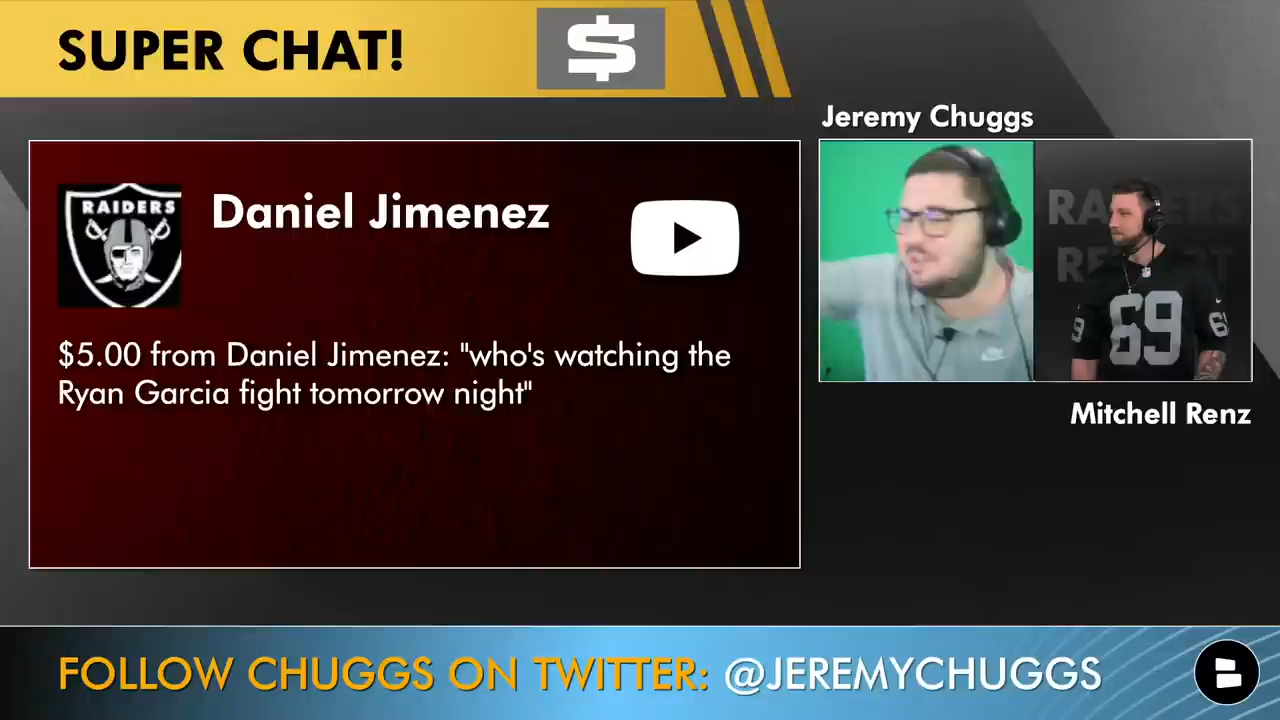 SUPER CHAT!
Jeremy Chuggs
RAIDERS
Daniel Jimenez
$5.00 from Daniel Jimenez: "who's watching the
Ryan Garcia fight tomorrow night"
69
Mitchell Renz
FOLLOW CHUGGS ON TWITTER: @JEREMYCHUGGS